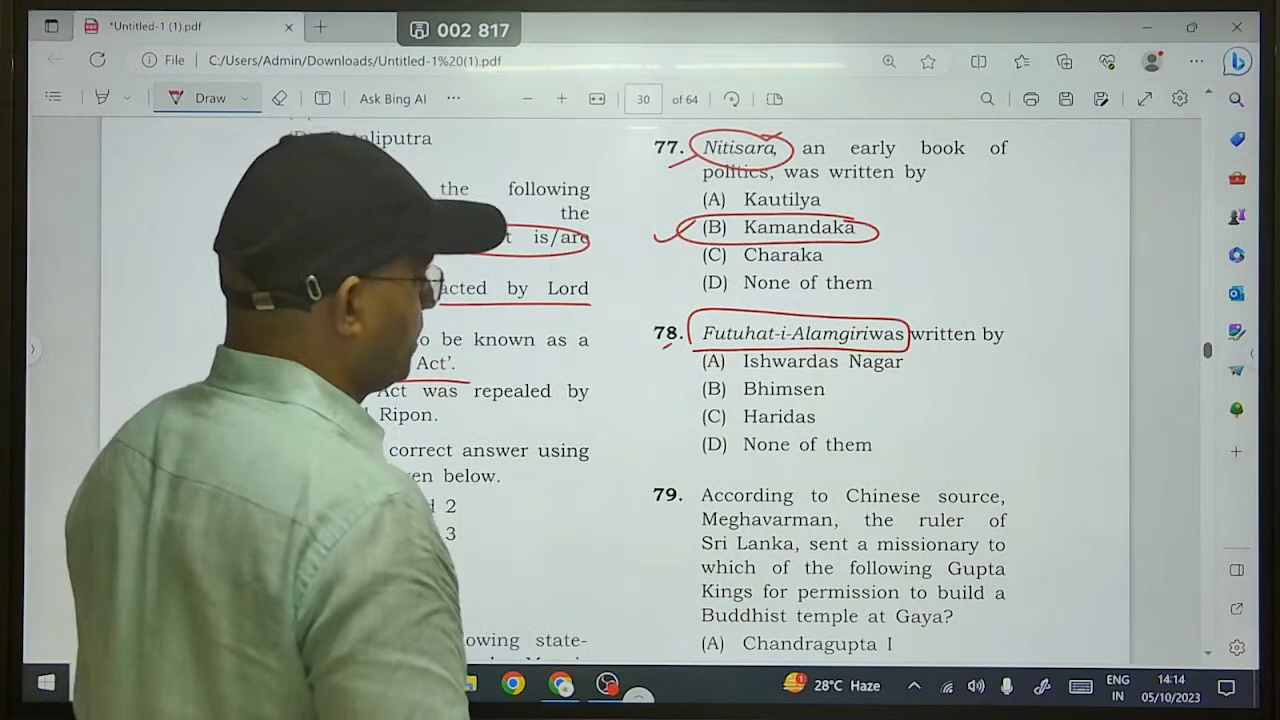 *Untitled-1 (1).pdf
002 817
File | C:/Users/Admin/Downloads/Untitled-1%20(1).pdf
Draw
Ask Bing AI
30 of 64
the following
the
is/are
acted by Lord
be known as a
Act'.
Act was repealed by
Ripon.
correct answer using
below.
2
3
77. Nitisara, an early book of
politics, was written by
(A) Kautilya
(B) Kamandaka
(C) Charaka
(D) None of them
78. Futuhat-i-Alamgiriwas written by
(A) Ishwardas Nagar
(B) Bhimsen
(C) Haridas
(D) None of them
79. According to Chinese source,
Meghavarman, the ruler of
Sri Lanka, sent a missionary to
which of the following Gupta
Kings for permission to build a
Buddhist temple at Gaya?
(A) Chandragupta I
28°C Haze
ENG
IN
14:14
05/10/2023